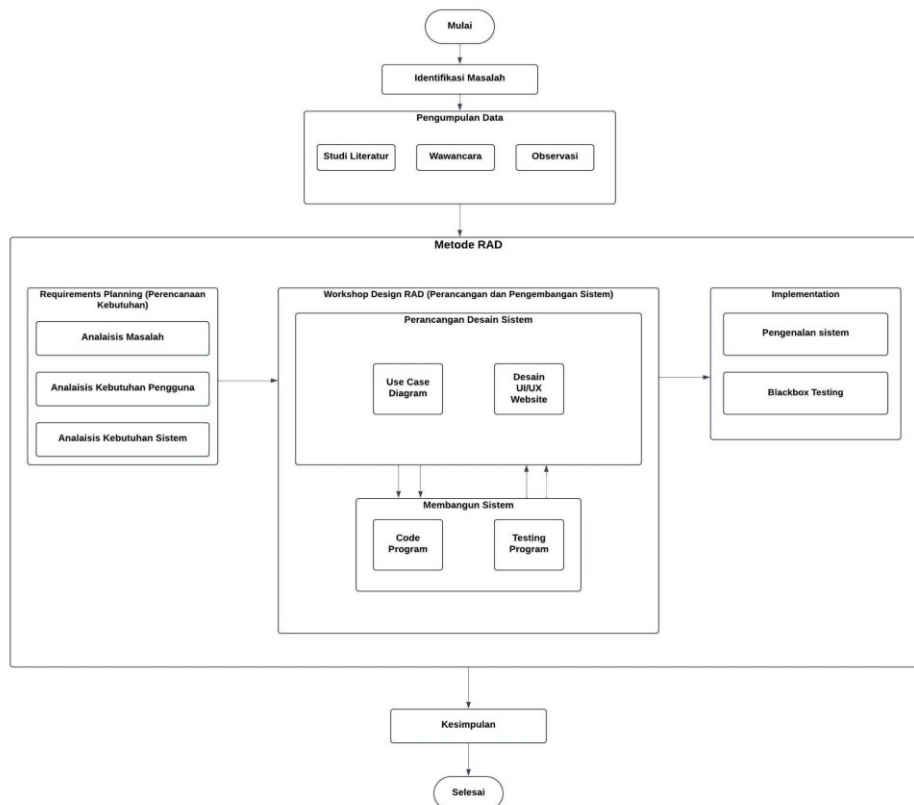 Mulai
Identifikasi Masalah
Pengumpulan Data
Studi Literatur
Wawancara
Observasi
Metode RAD
Requirements Planning (Perencanaan
Kebutuhan)
Analaisis Masalah
Analaisis Kebutuhan Pengguna
Analaisis Kebutuhan Sistem
Workshop Design RAD (Perancangan dan Pengembangan Sistem)
Perancangan Desain Sistem
Use Case
Diagram
Desain
UI/UX
Website
Membangun Sistem
Code
Program
Testing
Program
Implementation
Pengenalan sistem
Blackbox Testing
Kesimpulan
Selesai